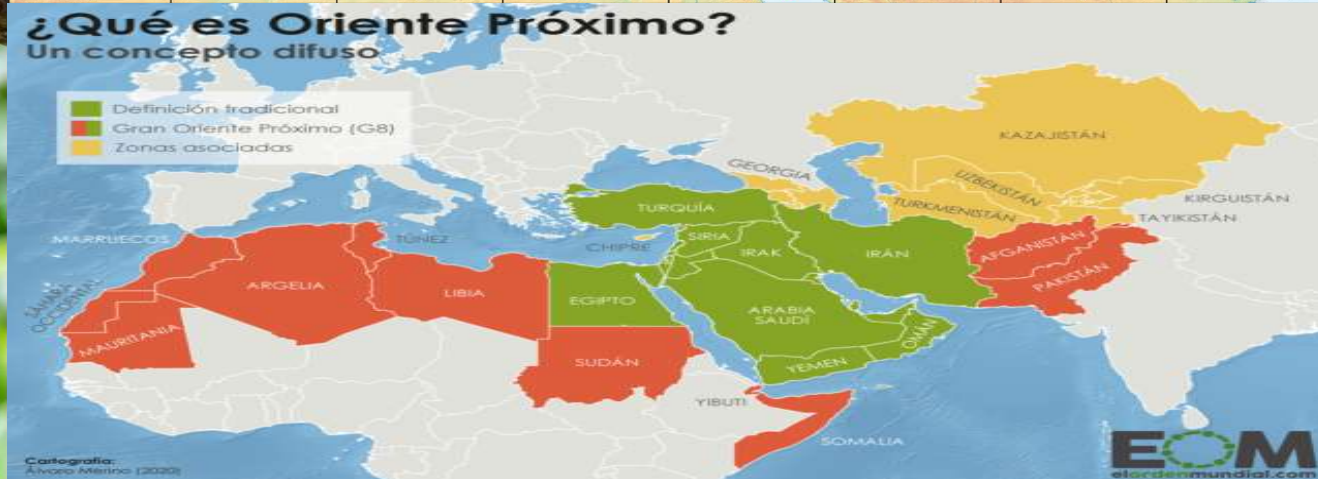 ¿Qué es Oriente Próximo?
Un concepto difuso
Definición tradicional
Gran Oriente Próximo (G8)
Zonas asociadas
KAZAJISTÁN
GEORGIA
UZBEKISTÁN
KIRGUISTÁN
TURKMENISTÁN
TAYIKISTÁN
TURQUÍA
MARRUECOS
TÚNEZ
CHIPRE
SIRIA
IRAK
IRÁN
AFGANISTÁN
PAKISTÁN
ARGELIA
LIBIA
EGIPTO
ARABIA
SAUDÍ
OMÁN
SÁHARA
OCCIDENTAL
MAURITANIA
SUDÁN
YEMEN
YIBUTI
SOMALIA
Cartografía:
Álvaro Merino (2020)
EOM
elordenmundial.com